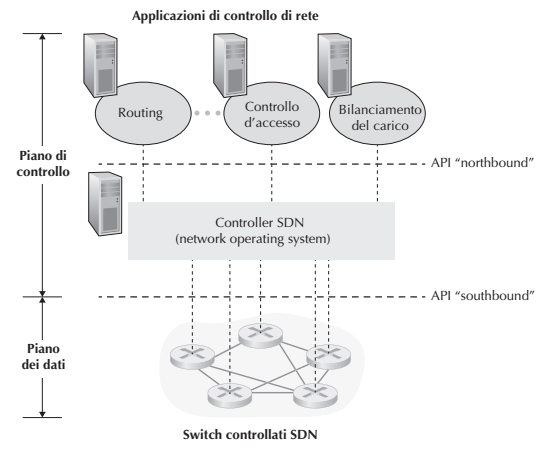 Applicazioni di controllo di rete
Routing
Controllo
d'accesso
Bilanciamento
del carico
Piano di
controllo
API “northbound”
Controller SDN
(network operating system)
API “southbound”
Piano
dei dati
Switch controllati SDN